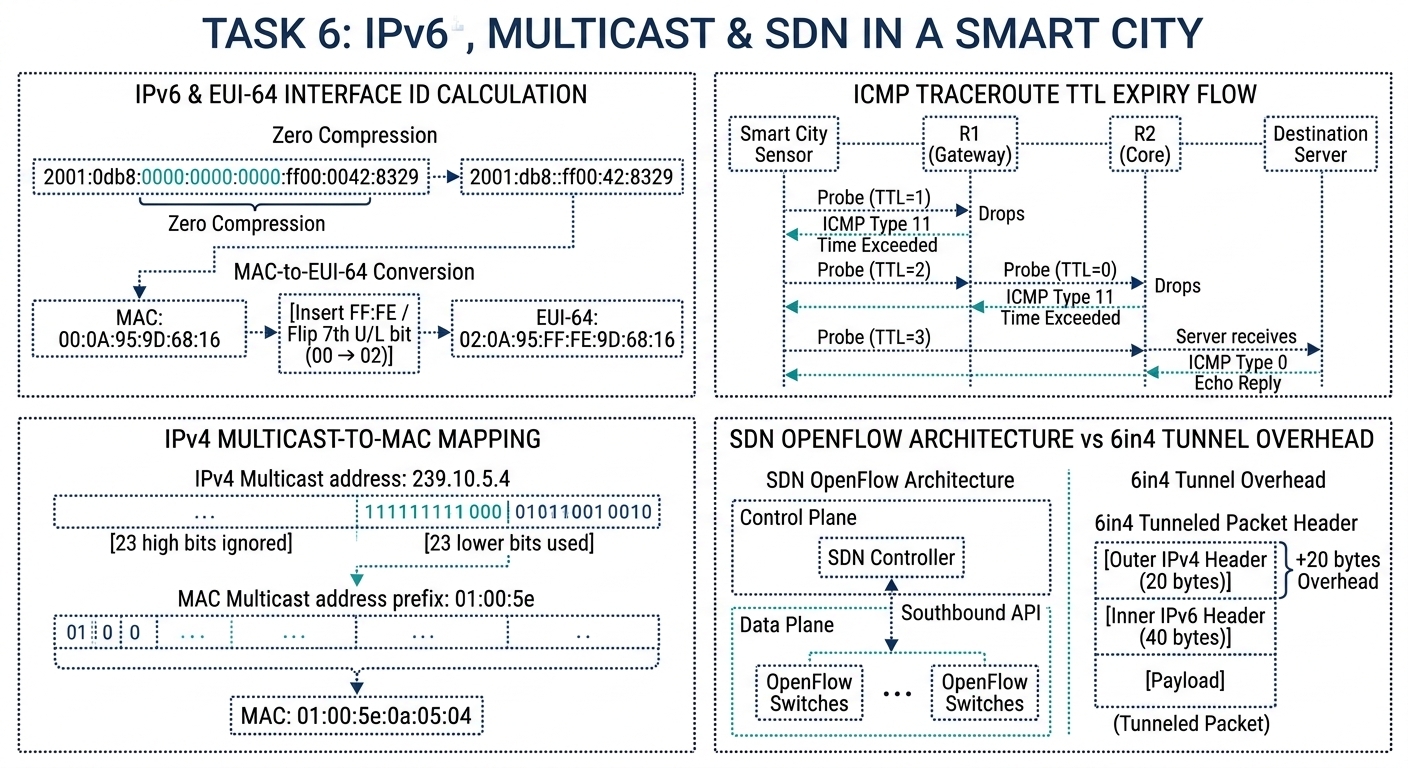 TASK 6: IPv6, MULTICAST & SDN IN A SMART CITY
IPv6 & EUI-64 INTERFACE ID CALCULATION
Zero Compression
2001:0db8:0000:0000:0000:ff00:0042:8329
2001:db8::ff00:42:8329
Zero Compression
MAC-to-EUI-64 Conversion
MAC:
00:0A:95:9D:68:16
[Insert FF:FE /
Flip 7th U/L bit
(00 → 02)]
EUI-64:
02:0A:95:FF:FE:9D:68:16
ICMP TRACEROUTE TTL EXPIRY FLOW
Smart City
Sensor
R1
(Gateway)
R2
(Core)
Destination
Server
Probe (TTL=1)
Drops
ICMP Type 11
Time Exceeded
Probe (TTL=2)
Probe (TTL=0)
Drops
ICMP Type 11
Time Exceeded
Probe (TTL=3)
Server receives
ICMP Type 0
Echo Reply
IPv4 MULTICAST-TO-MAC MAPPING
IPv4 Multicast address: 239.10.5.4
...
111111111 000
01011001 0010
[23 high bits ignored]
[23 lower bits used]
MAC Multicast address prefix: 01:00:5e
01 0 0 ... ... ... ..
MAC: 01:00:5e:0a:05:04
SDN OPENFLOW ARCHITECTURE vs 6in4 TUNNEL OVERHEAD
SDN OpenFlow Architecture
Control Plane
SDN Controller
Southbound API
Data Plane
OpenFlow
Switches
...
OpenFlow
Switches
6in4 Tunnel Overhead
6in4 Tunneled Packet Header
[Outer IPv4 Header
(20 bytes)]
+20 bytes
Overhead
[Inner IPv6 Header
(40 bytes)]
[Payload]
(Tunneled Packet)